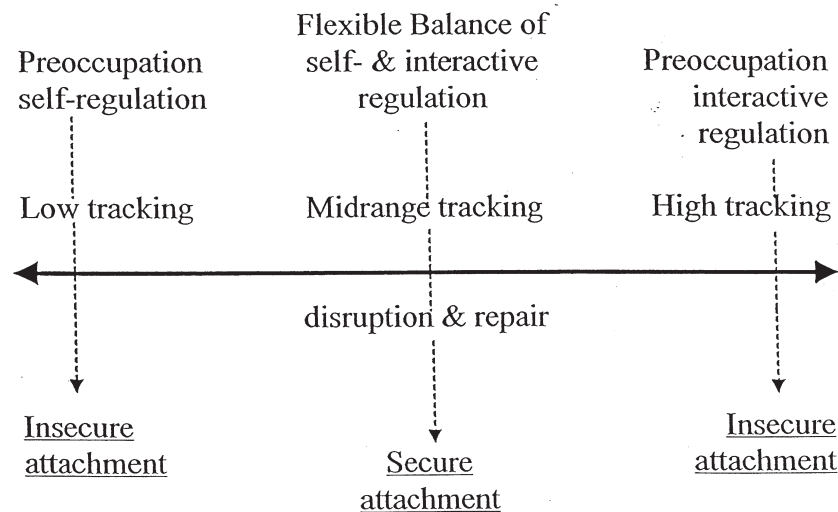 Preoccupation
self-regulation
Flexible Balance of
self- & interactive
regulation
Preoccupation
interactive
regulation
Low tracking
Midrange tracking
High tracking
disruption & repair
Insecure
attachment
Secure
attachment
Insecure
attachment